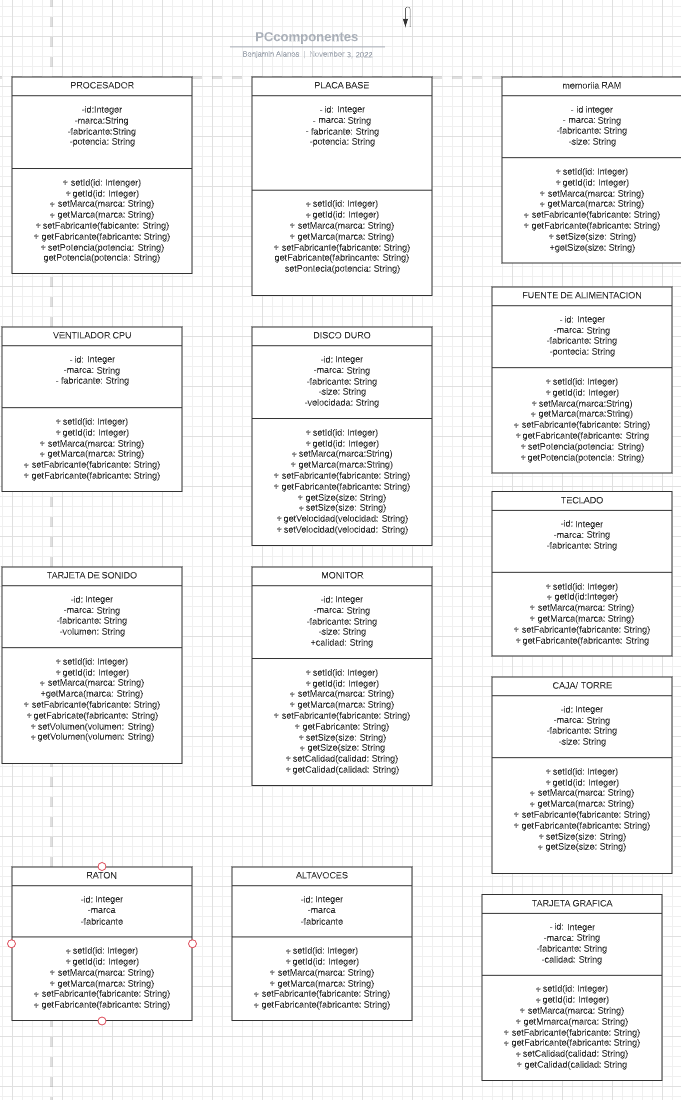 PCcomponentes
Benjamin Alanos | November 3, 2022
PROCESADOR
-id:Integer
-marca:String
-fabricante:String
-potencia: String
+ setId(id: Intenger)
+ getId(id: Integer)
+ setMarca(marca: String)
+ getMarca(marca: String)
+ setFabricante(fabicante: String)
+ getFabricante(fabricante: String)
+ setPotencia(potencia: String)
getPotencia(potencia: String)
PLACA BASE
- id: Integer
- marca: String
- fabricante: String
-potencia: String
+ setId(id: Integer)
+ getId(id: Integer)
+ setMarca(marca: String)
+ getMarca(marca: String)
+ setFabricante(fabricante: String)
getFabricante(fabrincante: String)
setPontecia(potencia: String)
memoriia RAM
- id integer
- marca: String
-fabricante: String
-size: String
+ setId(id: Integer)
+ getId(id: Integer)
+ setMarca(marca: String)
+ getMarca(marca: String)
+ setFabricante(fabricante: String)
+ getFabricante(fabricante: String)
+ setSize(size: String)
+getSize(size: String)
FUENTE DE ALIMENTACION
- id: Integer
-marca: String
-fabricante: String
-pontecia: String
+ setId(id: Integer)
+ getId(id: Integer)
+ setMarca(marca:String)
+ getMarca(marca:String)
+ setFabricante(fabricante: String)
+ getFabricante(fabricante: String
+ setPotencia(potencia: String)
+ getPotencia(potencia: String)
VENTILADOR CPU
- id: Integer
-marca: String
- fabricante: String
+ setId(id: Integer)
+ getId(id: Integer)
+ setMarca(marca: String)
+ getMarca(marca: String)
+ setFabricante(fabricante: String)
+ getFabricante(fabricante: String)
DISCO DURO
- id: Integer
-marca: String
-fabricante: String
-size: String
-velocidada: String
+ setId(id: Integer)
+ getId(id: Integer)
+ setMarca(marca:String)
+ getMarca(marca:String)
+ setFabricante(fabricante: String)
+ getFabricante(fabricante: String)
+ getSize(size: String)
+ setSize(size: String)
+ getVelocidad(velocidad: String)
+ setVelocidad(velocidad: String)
TECLADO
-id: Integer
-marca: String
-fabricante: String
+ setId(id: Integer)
+ getId(id:Integer)
+ setMarca(marca: String)
+ getMarca(marca: String)
+ setFabricante(fabricante: String)
+ getFabricante(fabricante: String
TARJETA DE SONIDO
-id: Integer
-marca: String
-fabricante: String
-volumen: String
+ setId(id: Integer)
+ getId(id: Integer)
+ setMarca(marca: String)
+getMarca(marca: String)
+ setFabricante(fabricante: String)
+ getFabricate(fabricante: String)
+ setVolumen(volumen: String)
+ getVolumen(volumen: String)
MONITOR
-id: Integer
-marca: String
-fabricante: String
-size: String
+calidad: String
+ setId(id: Integer)
+ getId(id: Integer)
+ setMarca(marca: String)
+ getMarca(marca: String)
+ setFabricante(fabricante: String)
+ getFabricante: String)
+ setSize(size: String)
+ getSize(size: String
+ setCalidad(calidad: String)
+ getCalidad(calidad: String)
CAJA/ TORRE
-id: Integer
-marca: String
-fabricante: String
-size: String
+ setId(id: Integer)
+ getId(id: Integer)
+ setMarca(marca: String)
+ getMarca(marca: String)
+ setFabricante(fabricante: String)
+ getFabricante(fabricante: String)
+ setSize(size: String)
+ getSize(size: String)
RATON
-id: Integer
-marca
-fabricante
+ setId(id: Integer)
+ getId(id: Integer)
+ setMarca(marca: String)
+ getMarca(marca: String)
+ setFabricante(fabricante: String)
+ getFabricante(fabricante: String)
ALTAVOCES
-id: Integer
-marca
-fabricante
+ setId(id: Integer)
+ getId(id: Integer)
+ setMarca(marca: String)
+ getMarca(marca: String)
+ setFabricante(fabricante: String)
+ getFabricante(fabricante: String)
TARJETA GRAFICA
- id: Integer
-marca: String
-fabricante: String
-calidad: String
+ setId(id: Integer)
+ getId(id: Integer)
+ setMarca(marca: String)
+ getMmarca(marca: String)
+ setFabricante(fabricante: String)
+ getFabricante(fabricante: String)
+ setCalidad(calidad: String)
+ getCalidad(calidad: String